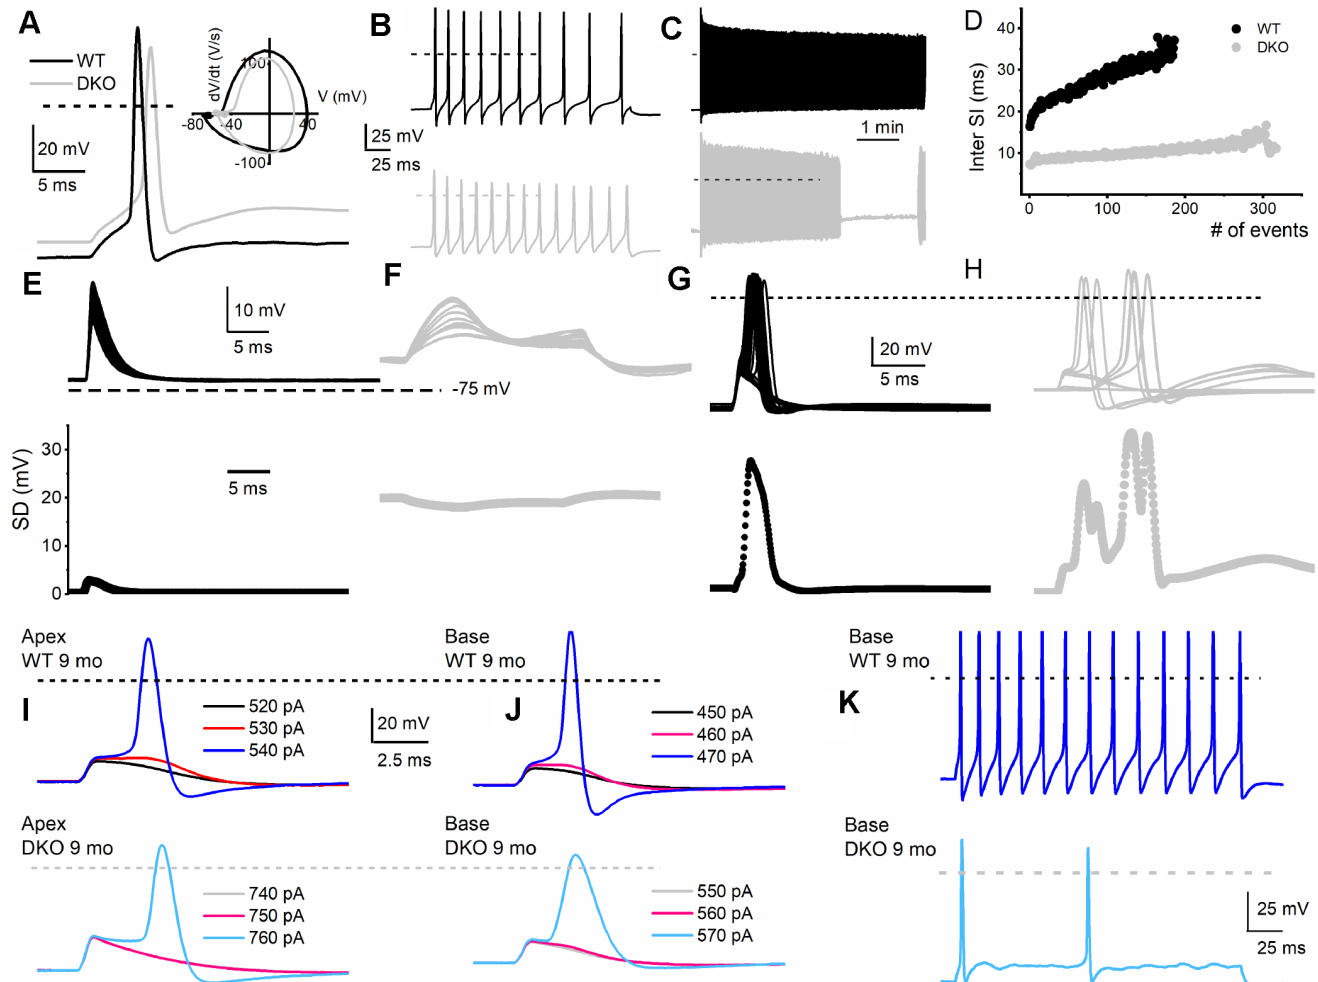 A
WT
DKO
20 mV
5 ms
dV/dt (V/s)
100
V (mV)
-80
-40
40
-100
B
25 mV
25 ms
C
1 min
D
WT
DKO
Inter SI (ms)
40
30
20
10
0
100
200
300
# of events
E
10 mV
5 ms
F
-75 mV
SD (mV)
30
20
10
0
5 ms
G
20 mV
5 ms
H
Apex
WT 9 mo
I
520 pA
530 pA
540 pA
20 mV
2.5 ms
Base
WT 9 mo
J
450 pA
460 pA
470 pA
Base
WT 9 mo
K
Apex
DKO 9 mo
740 pA
750 pA
760 pA
Base
DKO 9 mo
550 pA
560 pA
570 pA
Base
DKO 9 mo
25 mV
25 ms